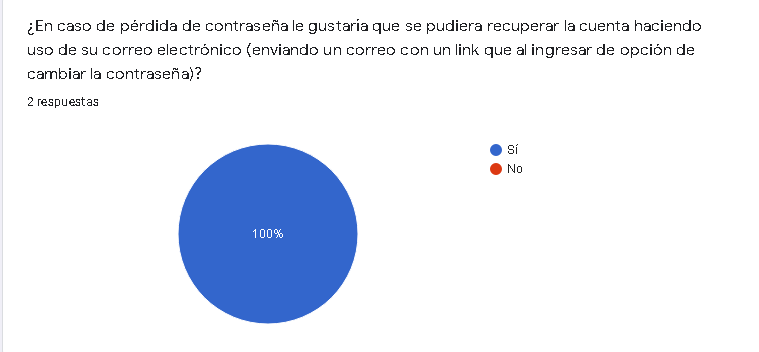 ¿En caso de pérdida de contraseña le gustaría que se pudiera recuperar la cuenta haciendo
uso de su correo electrónico (enviando un correo con un link que al ingresar de opción de
cambiar la contraseña)?
2 respuestas
Sí
No
100%